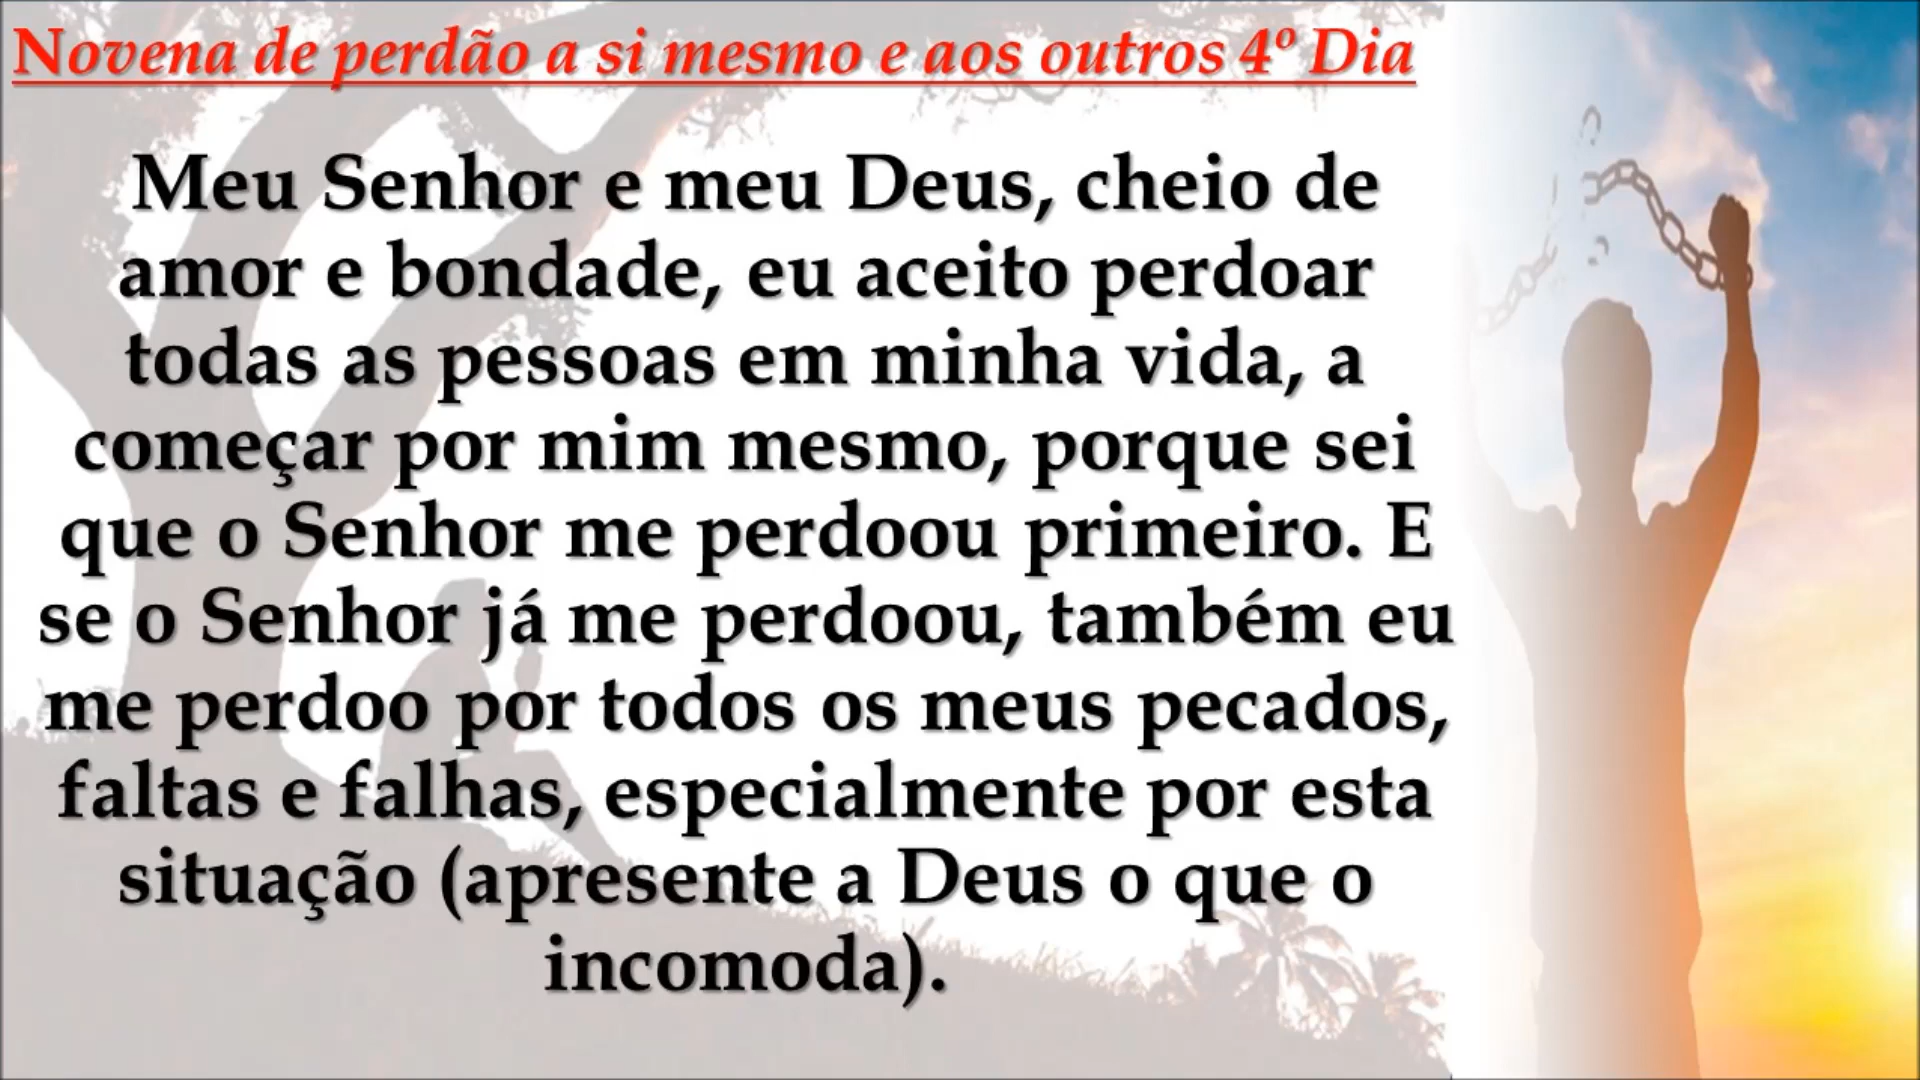 Novena de perdão a si mesmo e aos outros 4º Dia
Meu Senhor e meu Deus, cheio de
amor e bondade, eu aceito perdoar
todas as pessoas em minha vida, a
começar por mim mesmo, porque sei
que o Senhor me perdoou primeiro. E
se o Senhor já me perdoou, também eu
me perdoo por todos os meus pecados,
faltas e falhas, especialmente por esta
situação (apresente a Deus o que o
incomoda).